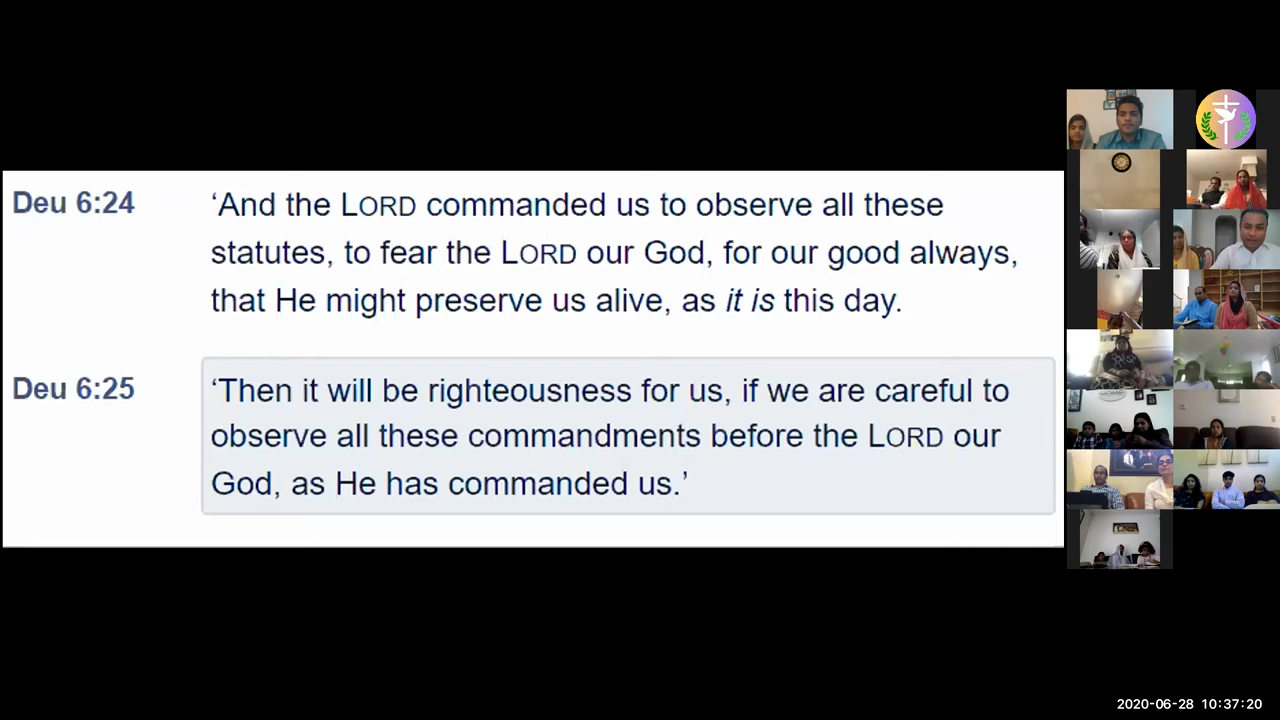 Deu 6:24
‘And the LORD commanded us to observe all these
statutes, to fear the LORD our God, for our good always,
that He might preserve us alive, as it is this day.
Deu 6:25
‘Then it will be righteousness for us, if we are careful to
observe all these commandments before the LORD our
God, as He has commanded us.’
2020-06-28 10:37:20